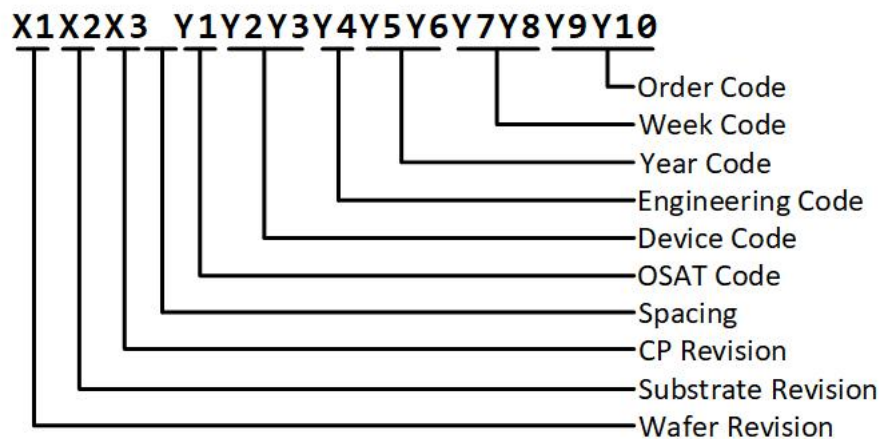 X1X2X3 Y1Y2Y3Y4Y5Y6Y7Y8Y9Y10
Order Code
Week Code
Year Code
Engineering Code
Device Code
OSAT Code
Spacing
CP Revision
Substrate Revision
Wafer Revision